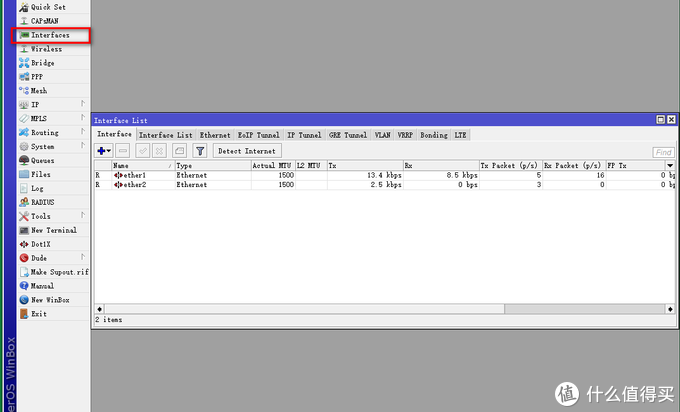 Quick Set
CAPsMAN
Interfaces
Wireless
Bridge
PPP
Mesh
IP
MPLS
Routing
System
Queues
Files
Log
RADIUS
Tools
New Terminal
Dot1X
Dude
Make Supout.rif
Manual
New WinBox
Exit
erOS WinBox
Interface List
Interface Interface List Ethernet EoIP Tunnel IP Tunnel GRE Tunnel VLAN VRRP Bonding LTE
Detect Internet Find
Name Type Actual MTU L2 MTU Tx Rx Tx Packet (p/s) Rx Packet (p/s) FP Tx
R ether1 Ethernet 1500 13.4 kbps 8.5 kbps 5 16 0 bp
R ether2 Ethernet 1500 2.5 kbps 0 bps 3 0 0 bp
2 items
值 什么值得买